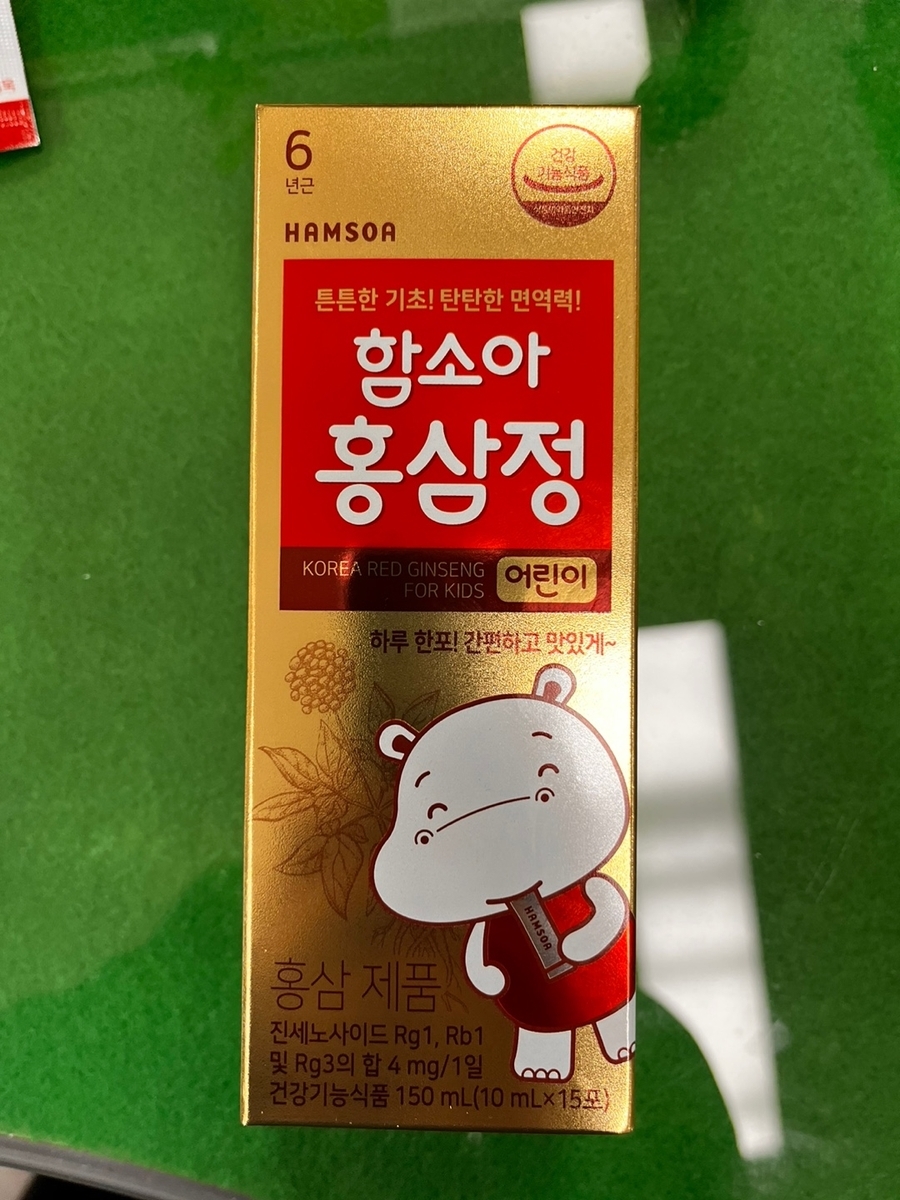 6
년근
건강
기능식품
HAMSOA
튼튼한 기초! 탄탄한 면역력!
함소아
홍삼정
KOREA RED GINSENG
FOR KIDS
어린이
하루 한포! 간편하고 맛있게~
HAMSOA
홍삼 제품
진세노사이드 Rg1, Rb1
및 Rg3의 합 4 mg/1일
건강기능식품 150 mL(10 mL×15포)